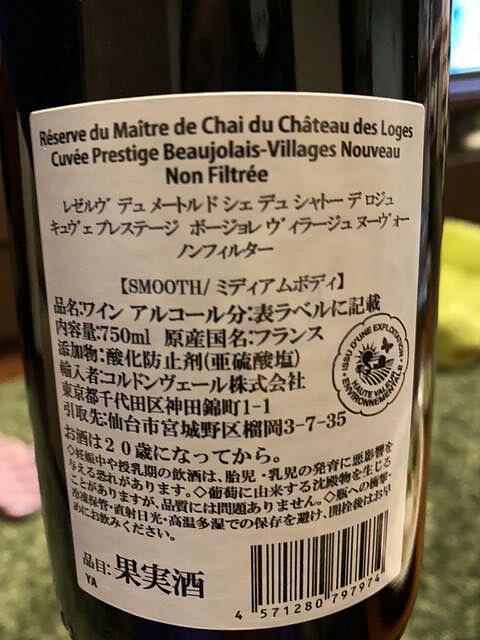 Réserve du Maître de Chai du Château des Loges
Cuvée Prestige Beaujolais-Villages Nouveau
Non Filtrée
レゼルヴ デュ メートルド シェ デュ シャトー デ ロジュ
キュヴェ プレステージ ボージョレ ヴィラージュ ヌーヴォー
ノンフィルター
【SMOOTH/ミディアムボディ】
品名:ワイン アルコール分:表ラベルに記載
内容量:750ml 原産国名:フランス
添加物:酸化防止剤(亜硫酸塩)
輸入者:コルドンヴェール株式会社
東京都千代田区神田錦町1-1
引取先:仙台市宮城野区榴岡3-7-35
ISSU D'UNE EXPLOITATION
HAUTE VALEUR
ENVIRONNEMENTALE
お酒は20歳になってから。
◇妊娠中や授乳期の飲酒は、胎児・乳児の発育に悪影響を
与える恐れがあります。◇葡萄に由来する沈殿物を生じる
ことがありますが、品質には問題ありません。◇瓶への衝撃・
冷凍保管・直射日光・高温多湿での保存を避け、開栓後はお早
めにお飲みください。
品目:果実酒
YA
4 571280 797974